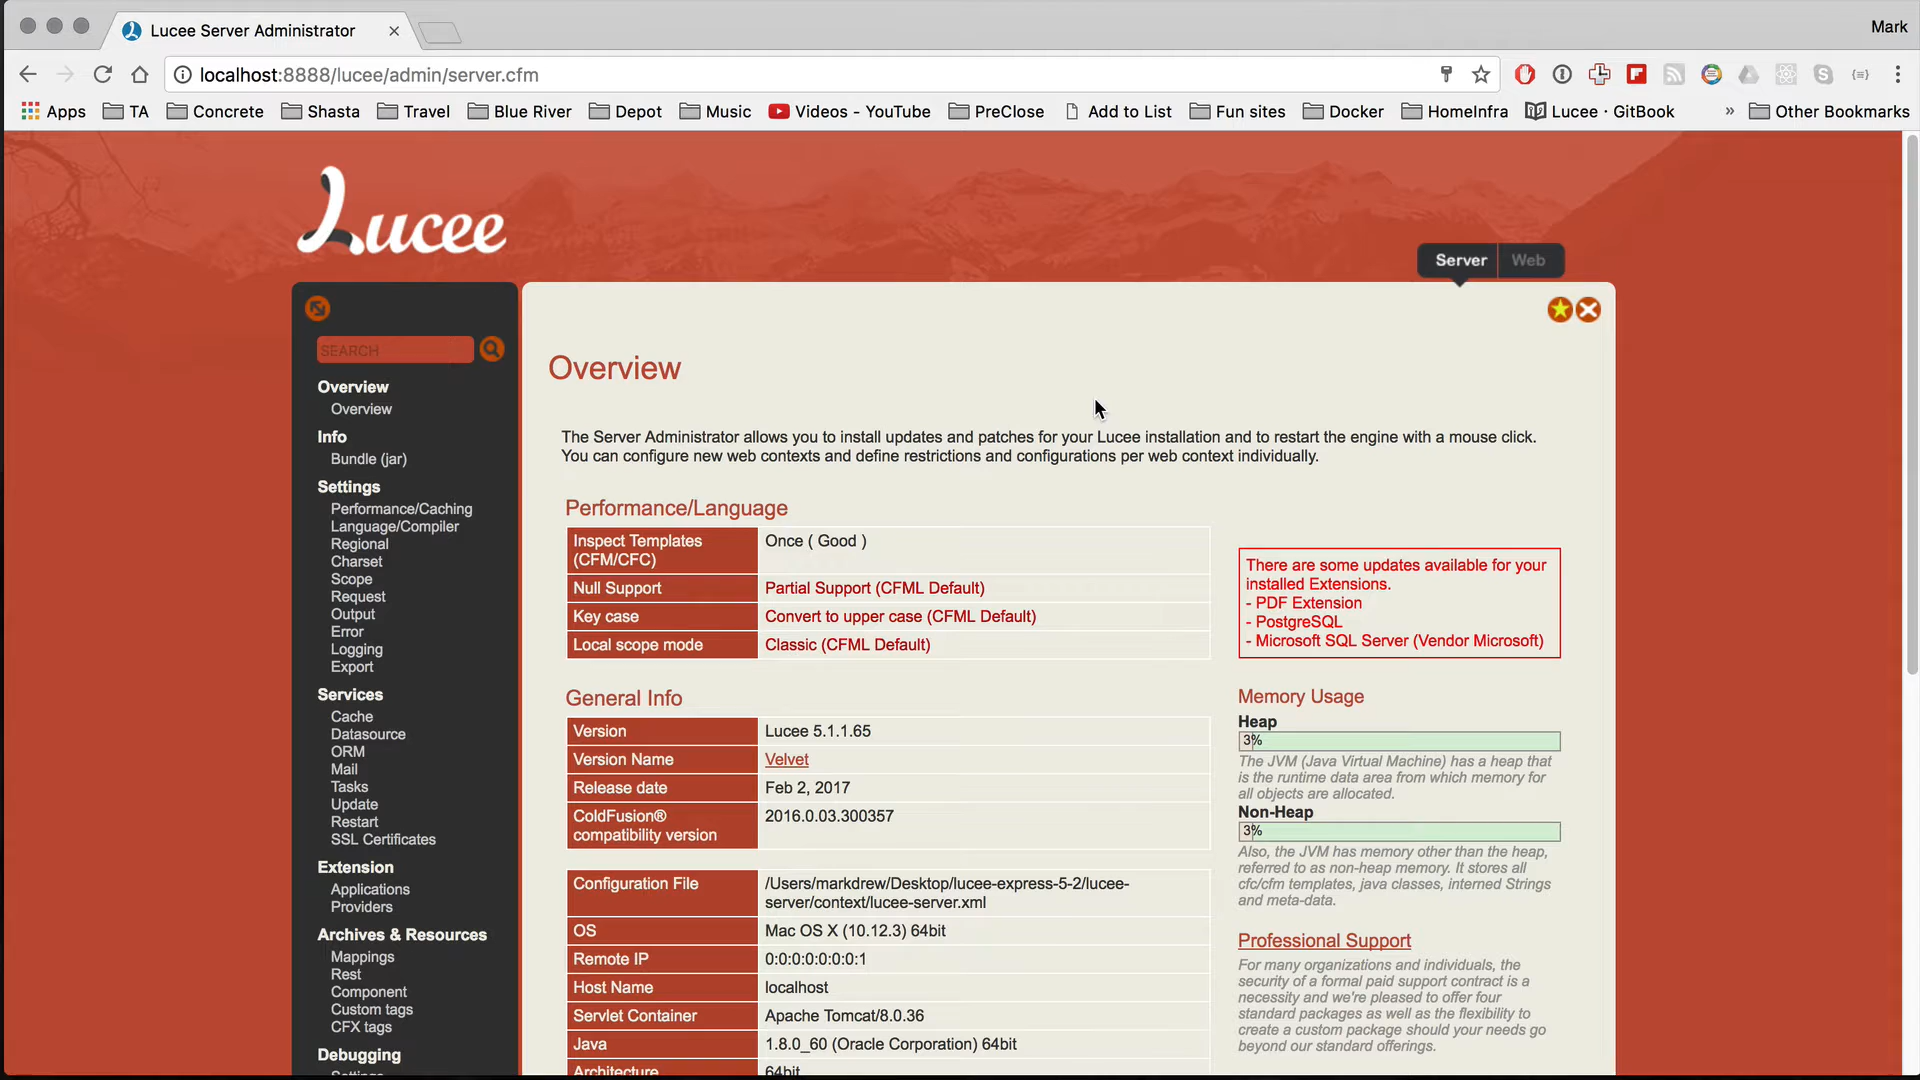 Lucee Server Administrator
Mark
localhost:8888/lucee/admin/server.cfm
Apps TA Concrete Shasta Travel Blue River Depot Music Videos - YouTube PreClose Add to List Fun sites Docker HomeInfra Lucee · GitBook » Other Bookmarks
Lucee
Server Web
SEARCH
Overview
Overview
Info
Bundle (jar)
Settings
Performance/Caching
Language/Compiler
Regional
Charset
Scope
Request
Output
Error
Logging
Export
Services
Cache
Datasource
ORM
Mail
Tasks
Update
Restart
SSL Certificates
Extension
Applications
Providers
Archives & Resources
Mappings
Rest
Component
Custom tags
CFX tags
Debugging
Settings
Overview
The Server Administrator allows you to install updates and patches for your Lucee installation and to restart the engine with a mouse click.
You can configure new web contexts and define restrictions and configurations per web context individually.
Performance/Language
Inspect Templates (CFM/CFC) Once ( Good )
Null Support Partial Support (CFML Default)
Key case Convert to upper case (CFML Default)
Local scope mode Classic (CFML Default)
General Info
Version Lucee 5.1.1.65
Version Name Velvet
Release date Feb 2, 2017
ColdFusion® compatibility version 2016.0.03.300357
Configuration File /Users/markdrew/Desktop/lucee-express-5-2/lucee-
server/context/lucee-server.xml
OS Mac OS X (10.12.3) 64bit
Remote IP 0:0:0:0:0:0:0:1
Host Name localhost
Servlet Container Apache Tomcat/8.0.36
Java 1.8.0_60 (Oracle Corporation) 64bit
Architecture 64bit
There are some updates available for your
installed Extensions.
- PDF Extension
- PostgreSQL
- Microsoft SQL Server (Vendor Microsoft)
Memory Usage
Heap
3%
The JVM (Java Virtual Machine) has a heap that
is the runtime data area from which memory for
all objects are allocated.
Non-Heap
3%
Also, the JVM has memory other than the heap,
referred to as non-heap memory. It stores all
cfc/cfm templates, java classes, interned Strings
and meta-data.
Professional Support
For many organizations and individuals, the
security of a formal paid support contract is a
necessity and we're pleased to offer four
standard packages as well as the flexibility to
create a custom package should your needs go
beyond our standard offerings.